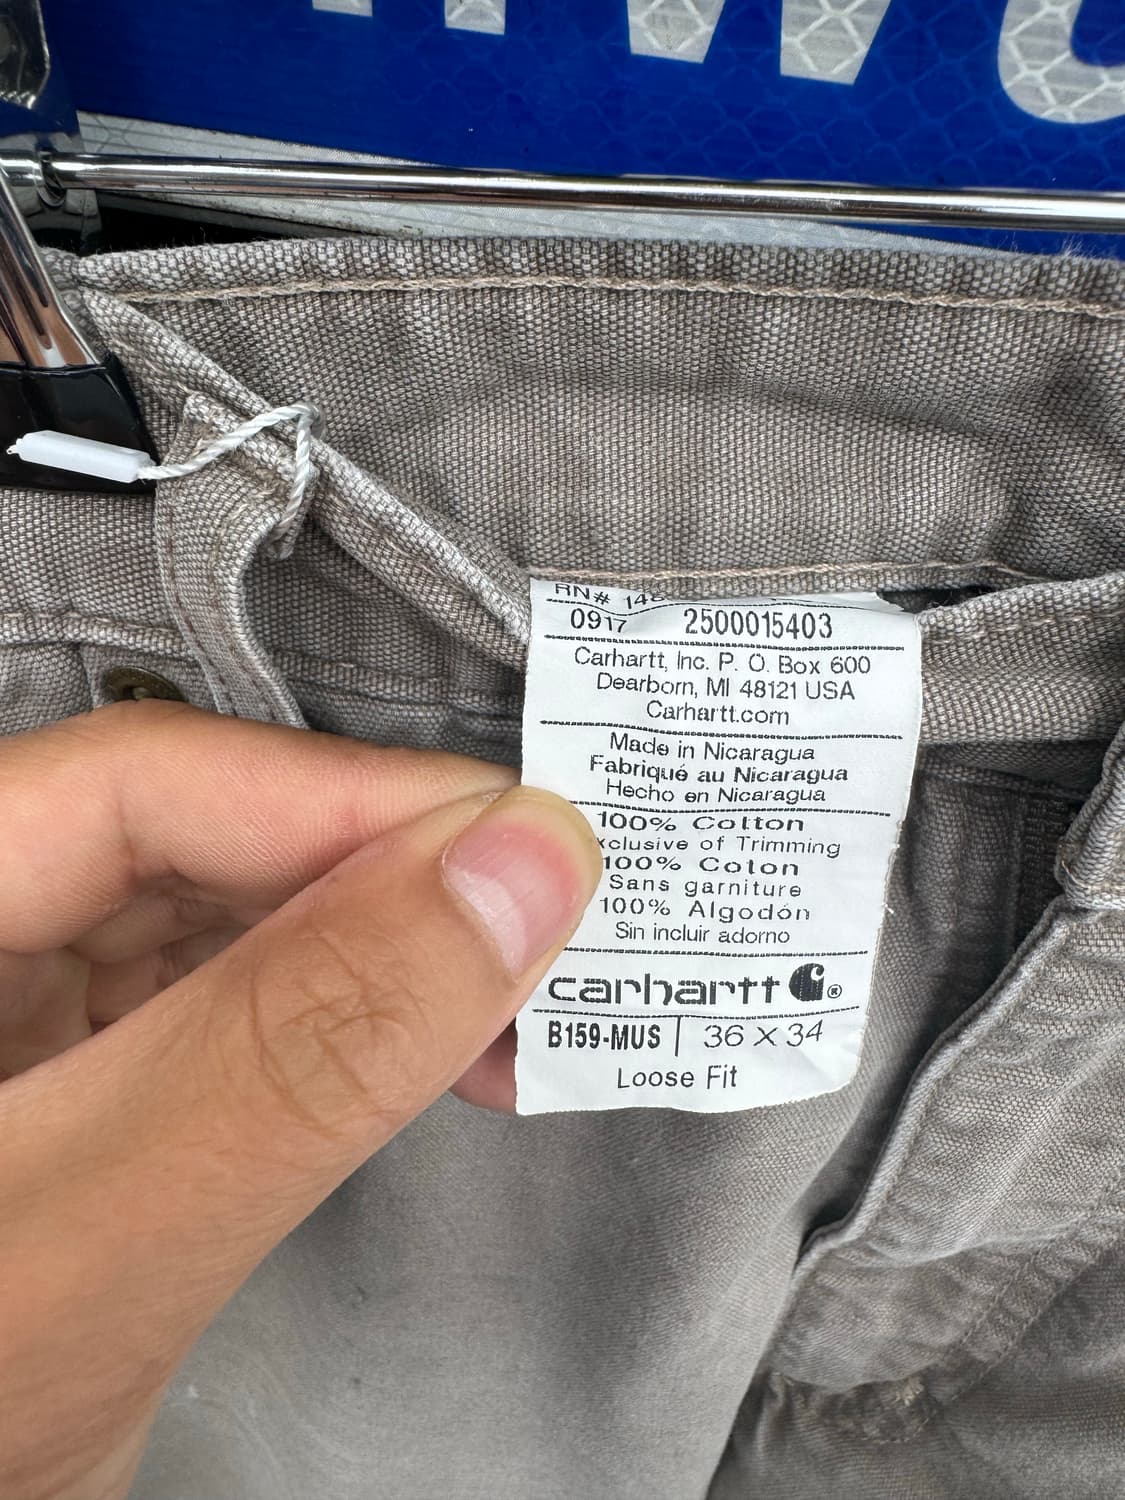 RN# 14
0917 2500015403
Carhartt, Inc. P. O. Box 600
Dearborn, MI 48121 USA
Carhartt.com
Made in Nicaragua
Fabriqué au Nicaragua
Hecho en Nicaragua
100% Cotton
xclusive of Trimming
100% Coton
Sans garniture
100% Algodón
Sin incluir adorno
carhartt ®
B159-MUS | 36 X 34
Loose Fit